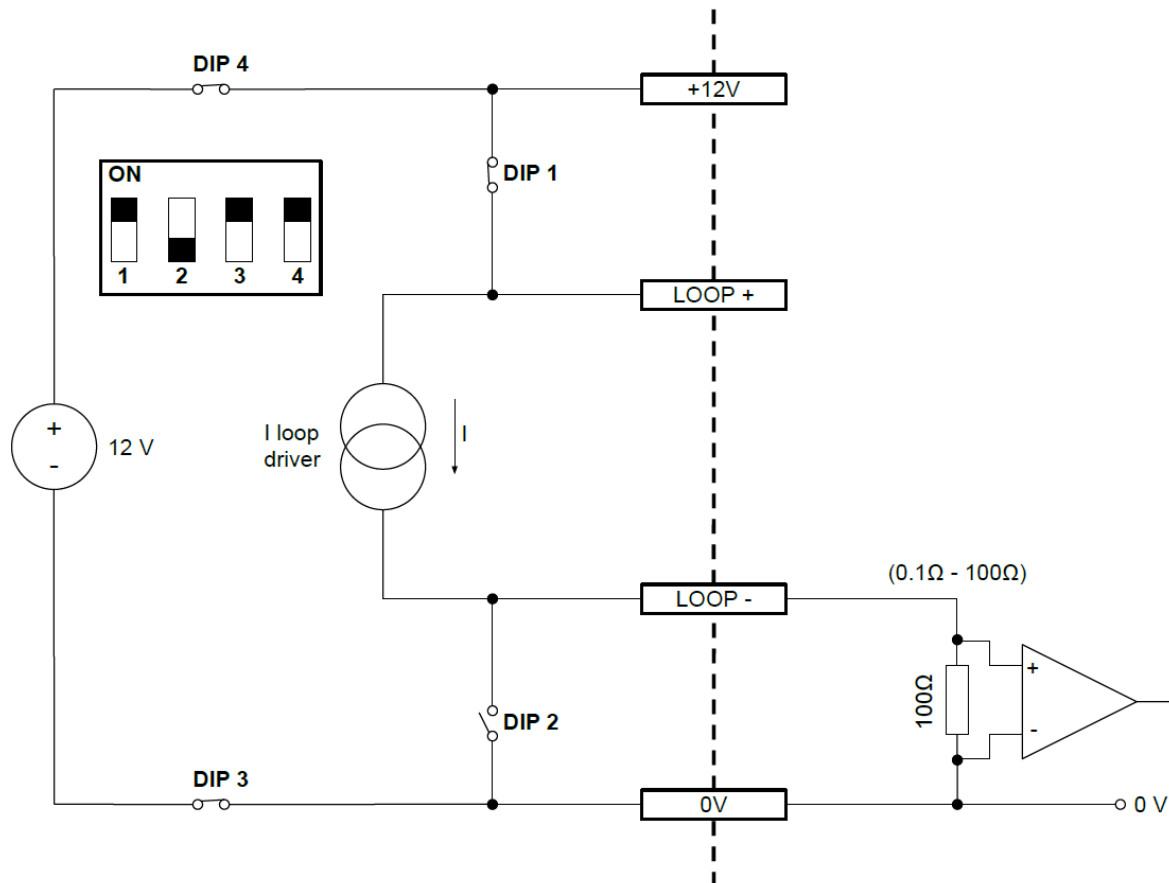 DIP 4
+12V
ON
DIP 1
1 2 3 4
LOOP +
+
-
12 V
I loop
driver
I
(0.1Ω - 100Ω)
LOOP -
100Ω
+
-
DIP 2
DIP 3
0V
0 V